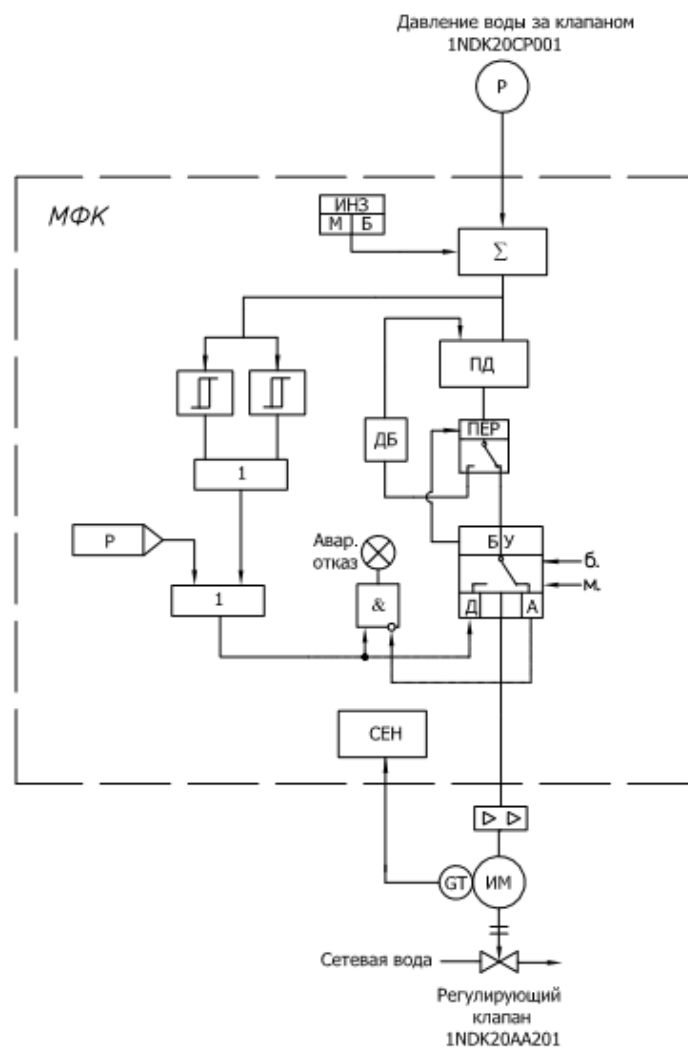 Давление воды за клапаном
1NDK20CP001
P
МФК
ИНЗ
М Б
Σ
ПД
ДБ
ПЕР
1
P
Авар.
отказ
БУ
б.
м.
1
&
Д А
СЕН
GT ИМ
Сетевая вода
Регулирующий
клапан
1NDK20AA201